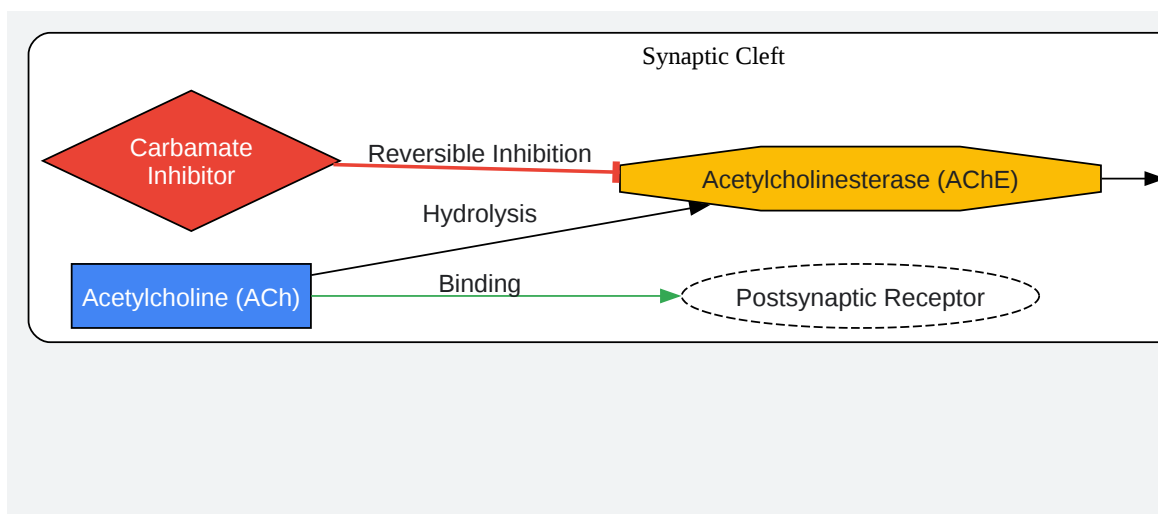 Synaptic Cleft
Carbamate
Inhibitor
Reversible Inhibition
Acetylcholinesterase (AChE)
Hydrolysis
Acetylcholine (ACh)
Binding
Postsynaptic Receptor